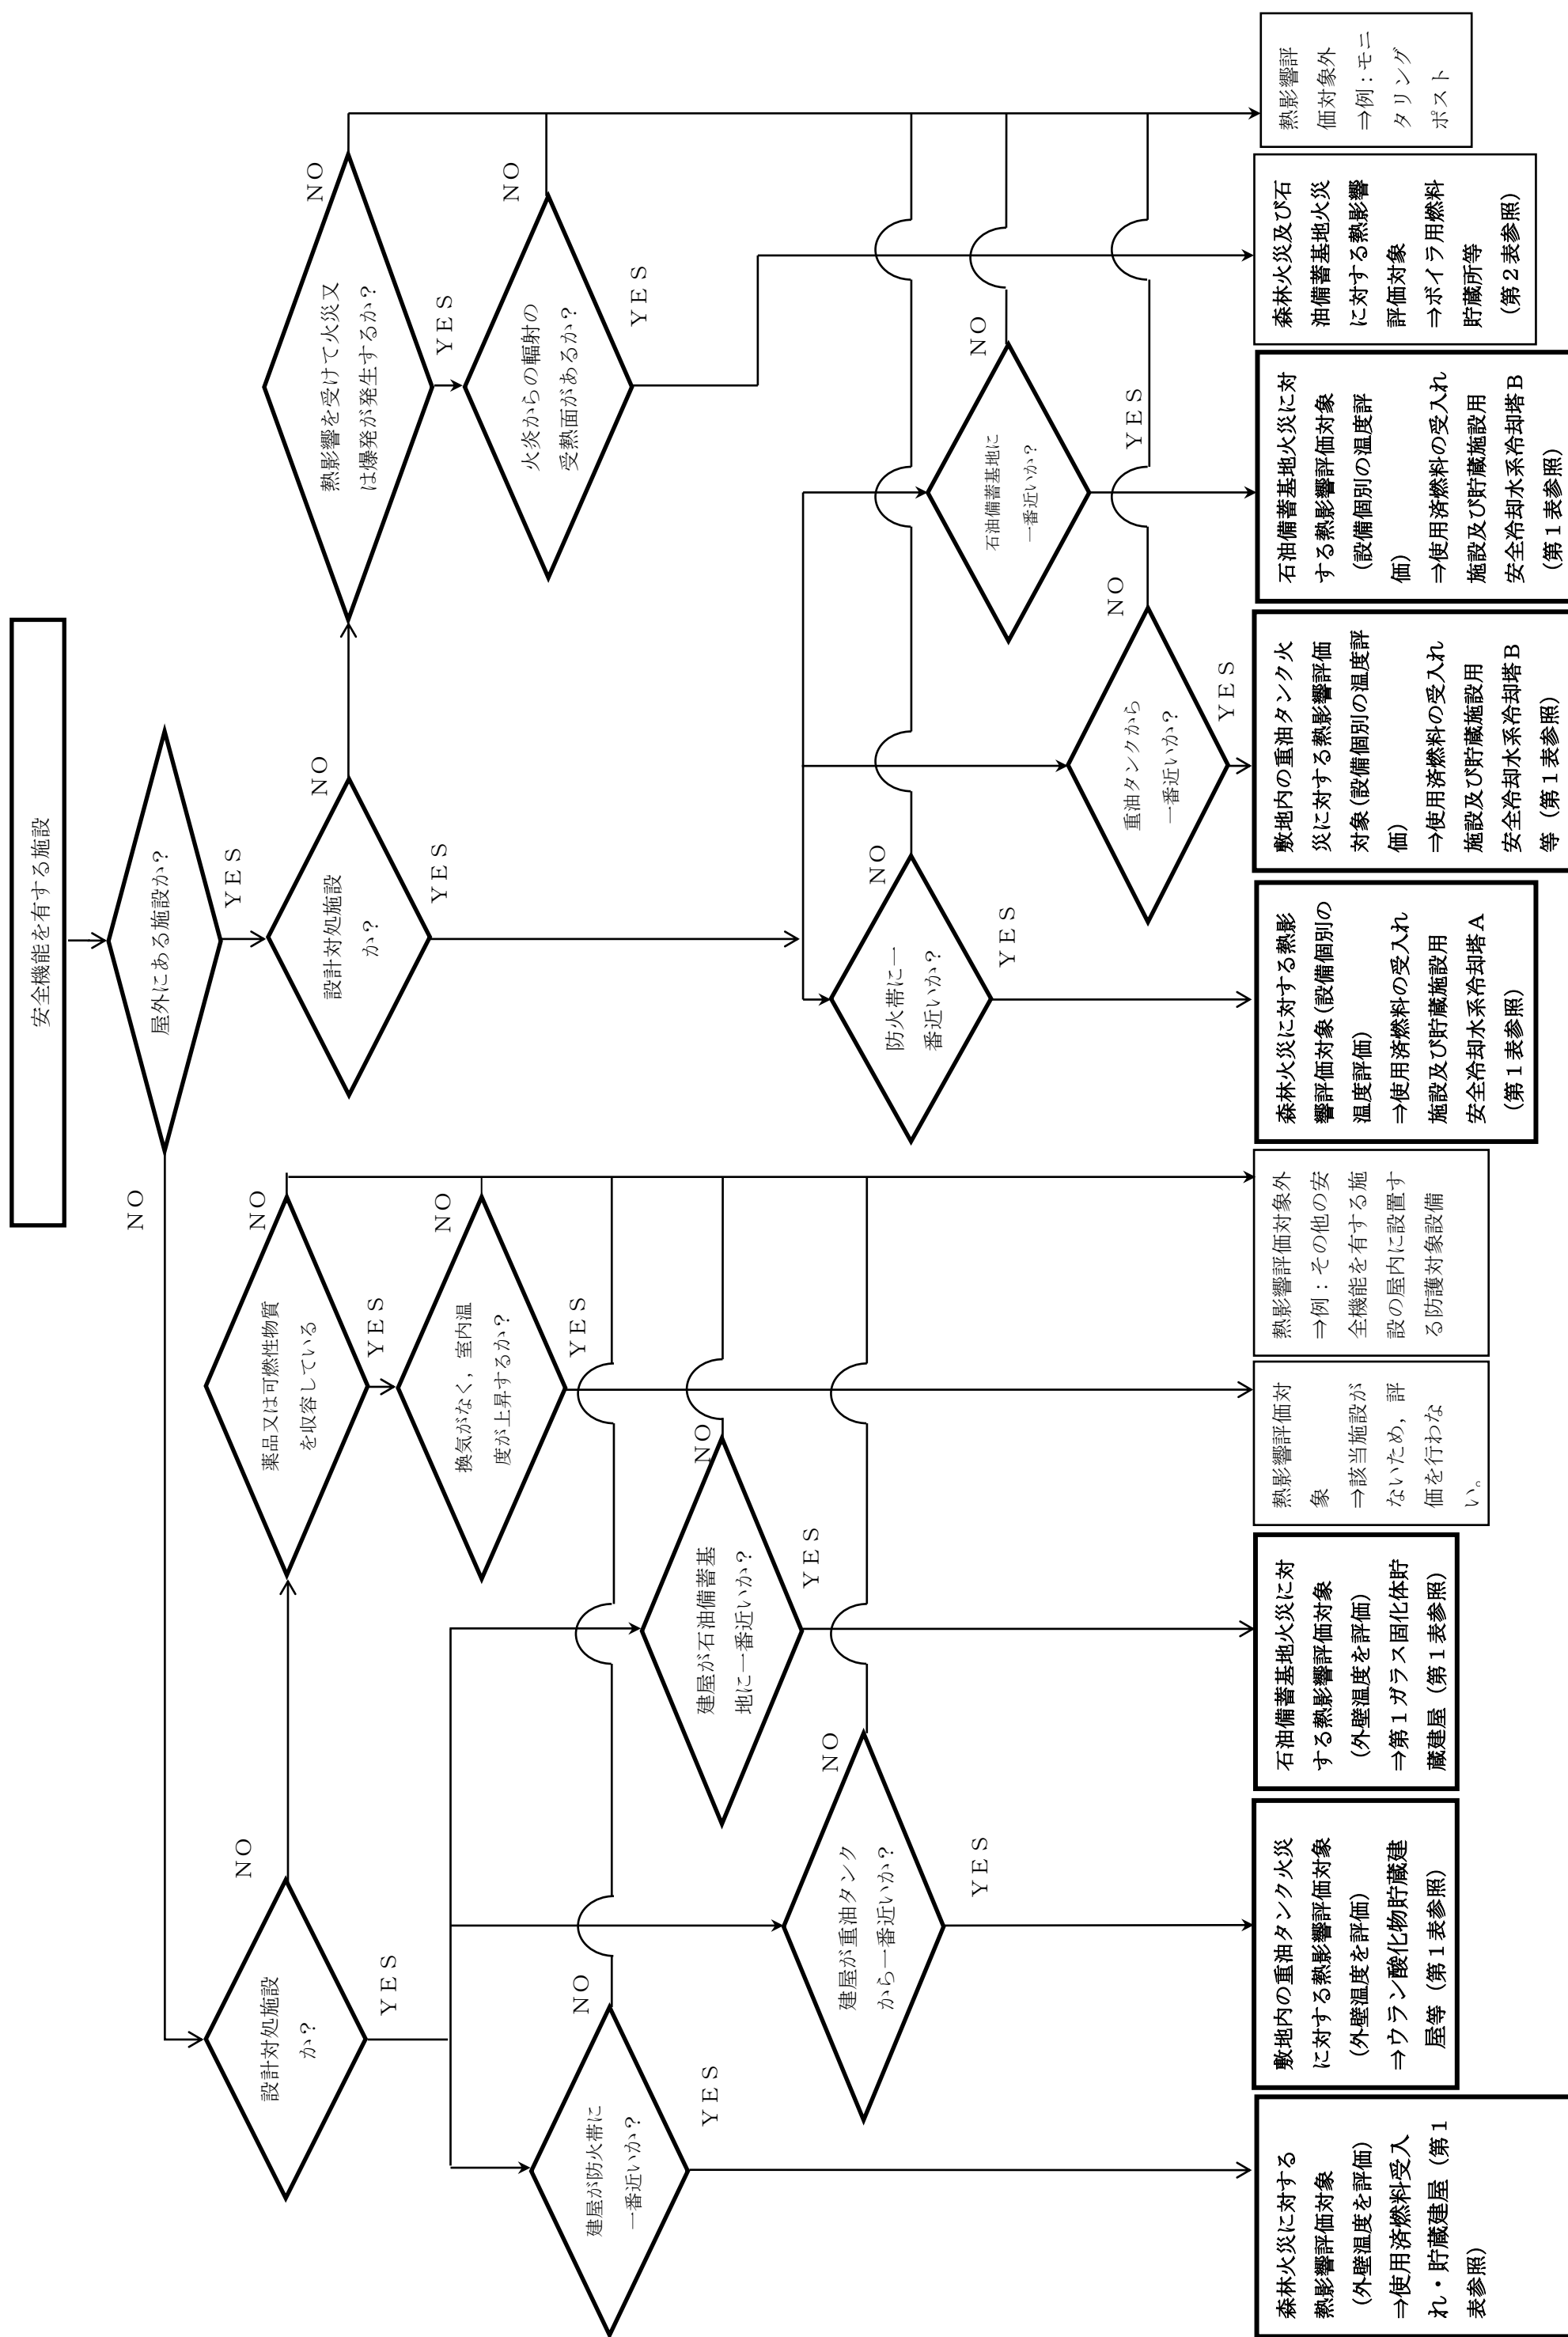 安全機能を有する施設
屋外にある施設か？
NO
YES
設計対処施設
か？
NO
YES
設計対処施設
か？
NO
YES
薬品又は可燃性物質
を収容している
NO
YES
換気がなく，室内温
度が上昇するか？
NO
YES
熱影響を受けて火災又
は爆発が発生するか？
NO
YES
火炎からの輻射の
受熱面があるか？
NO
YES
建屋が防火帯に
一番近いか？
NO
YES
建屋が重油タンク
から一番近いか？
NO
YES
建屋が石油備蓄基
地に一番近いか？
NO
YES
防火帯に一
番近いか？
NO
YES
重油タンクから
一番近いか？
NO
YES
石油備蓄基地に
一番近いか？
NO
YES
森林火災に対する
熱影響評価対象
（外壁温度を評価）
⇒使用済燃料受入
れ・貯蔵建屋（第１
表参照）
敷地内の重油タンク火災
に対する熱影響評価対象
（外壁温度を評価）
⇒ウラン酸化物貯蔵建
屋等（第１表参照）
石油備蓄基地火災に対
する熱影響評価対象
（外壁温度を評価）
⇒第１ガラス固化体貯
蔵建屋（第１表参照）
熱影響評価対
象
⇒該当施設が
ないため，評
価を行わな
い。
熱影響評価対象外
⇒例：その他の安
全機能を有する施
設の屋内に設置す
る防護対象設備
森林火災に対する熱影
響評価対象（設備個別の
温度評価）
⇒使用済燃料の受入れ
施設及び貯蔵施設用
安全冷却水系冷却塔Ａ
（第１表参照）
敷地内の重油タンク火
災に対する熱影響評価
対象（設備個別の温度評
価）
⇒使用済燃料の受入れ
施設及び貯蔵施設用
安全冷却水系冷却塔Ｂ
等（第１表参照）
石油備蓄基地火災に対
する熱影響評価対象
（設備個別の温度評
価）
⇒使用済燃料の受入れ
施設及び貯蔵施設用
安全冷却水系冷却塔Ｂ
（第１表参照）
森林火災及び石
油備蓄基地火災
に対する熱影響
評価対象
⇒ボイラ用燃料
貯蔵所等
（第２表参照）
熱影響評
価対象外
⇒例：モニ
タリング
ポスト